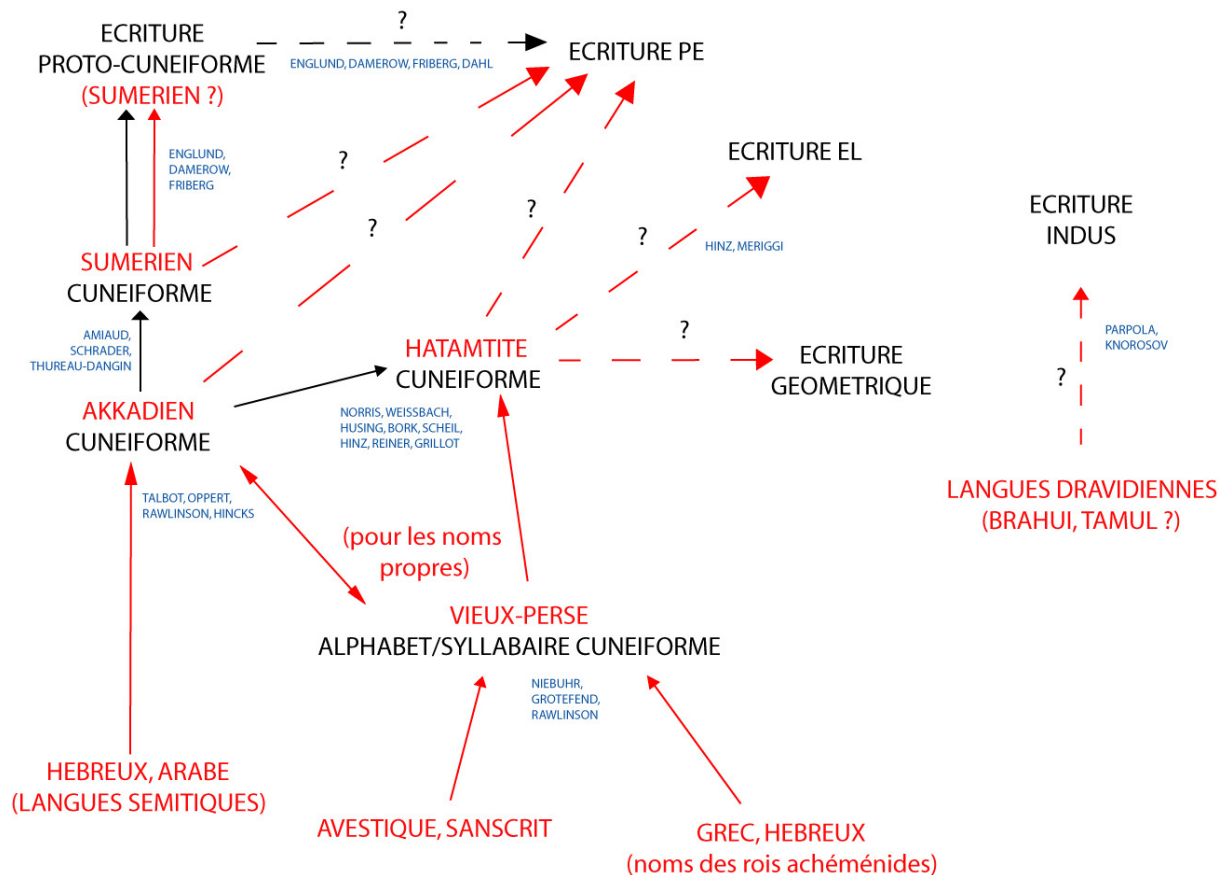 ?
ECRITURE
PROTO-CUNEIFORME
(SUMERIEN ?)
ENGLUND, DAMEROW, FRIBERG, DAHL
ECRITURE PE
ENGLUND,
DAMEROW,
FRIBERG
?
?
?
ECRITURE EL
?
HINZ, MERIGGI
ECRITURE
INDUS
SUMERIEN
CUNEIFORME
AMIAUD,
SCHRADER,
THUREAU-DANGIN
HATAMTITE
CUNEIFORME
?
ECRITURE
GEOMETRIQUE
PARPOLA,
KNOROSOV
?
AKKADIEN
CUNEIFORME
NORRIS, WEISSBACH,
HUSING, BORK, SCHEIL,
HINZ, REINER, GRILLOT
TALBOT, OPPERT,
RAWLINSON, HINCKS
LANGUES DRAVIDIENNES
(BRAHUI, TAMUL ?)
(pour les noms
propres)
VIEUX-PERSE
ALPHABET/SYLLABAIRE CUNEIFORME
NIEBUHR,
GROTEFEND,
RAWLINSON
HEBREUX, ARABE
(LANGUES SEMITIQUES)
AVESTIQUE, SANSCRIT
GREC, HEBREUX
(noms des rois achéménides)